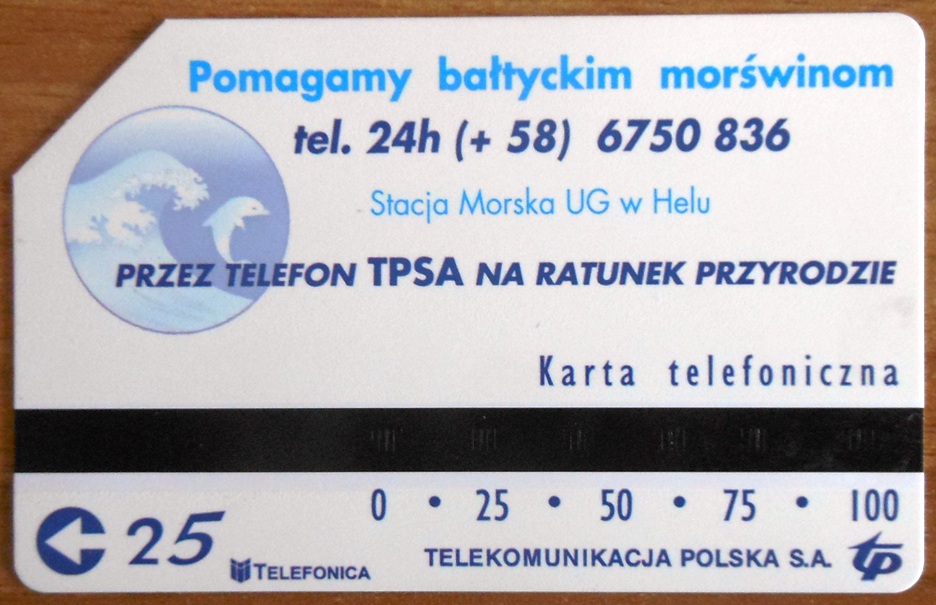 Pomagamy bałtyckim morświnom
tel. 24h (+ 58) 6750 836
Stacja Morska UG w Helu
PRZEZ TELEFON TPSA NA RATUNEK PRZYRODZIE
Karta telefoniczna
0 • 25 • 50 • 75 • 100
25
TELEFONICA
TELEKOMUNIKACJA POLSKA S.A. tp